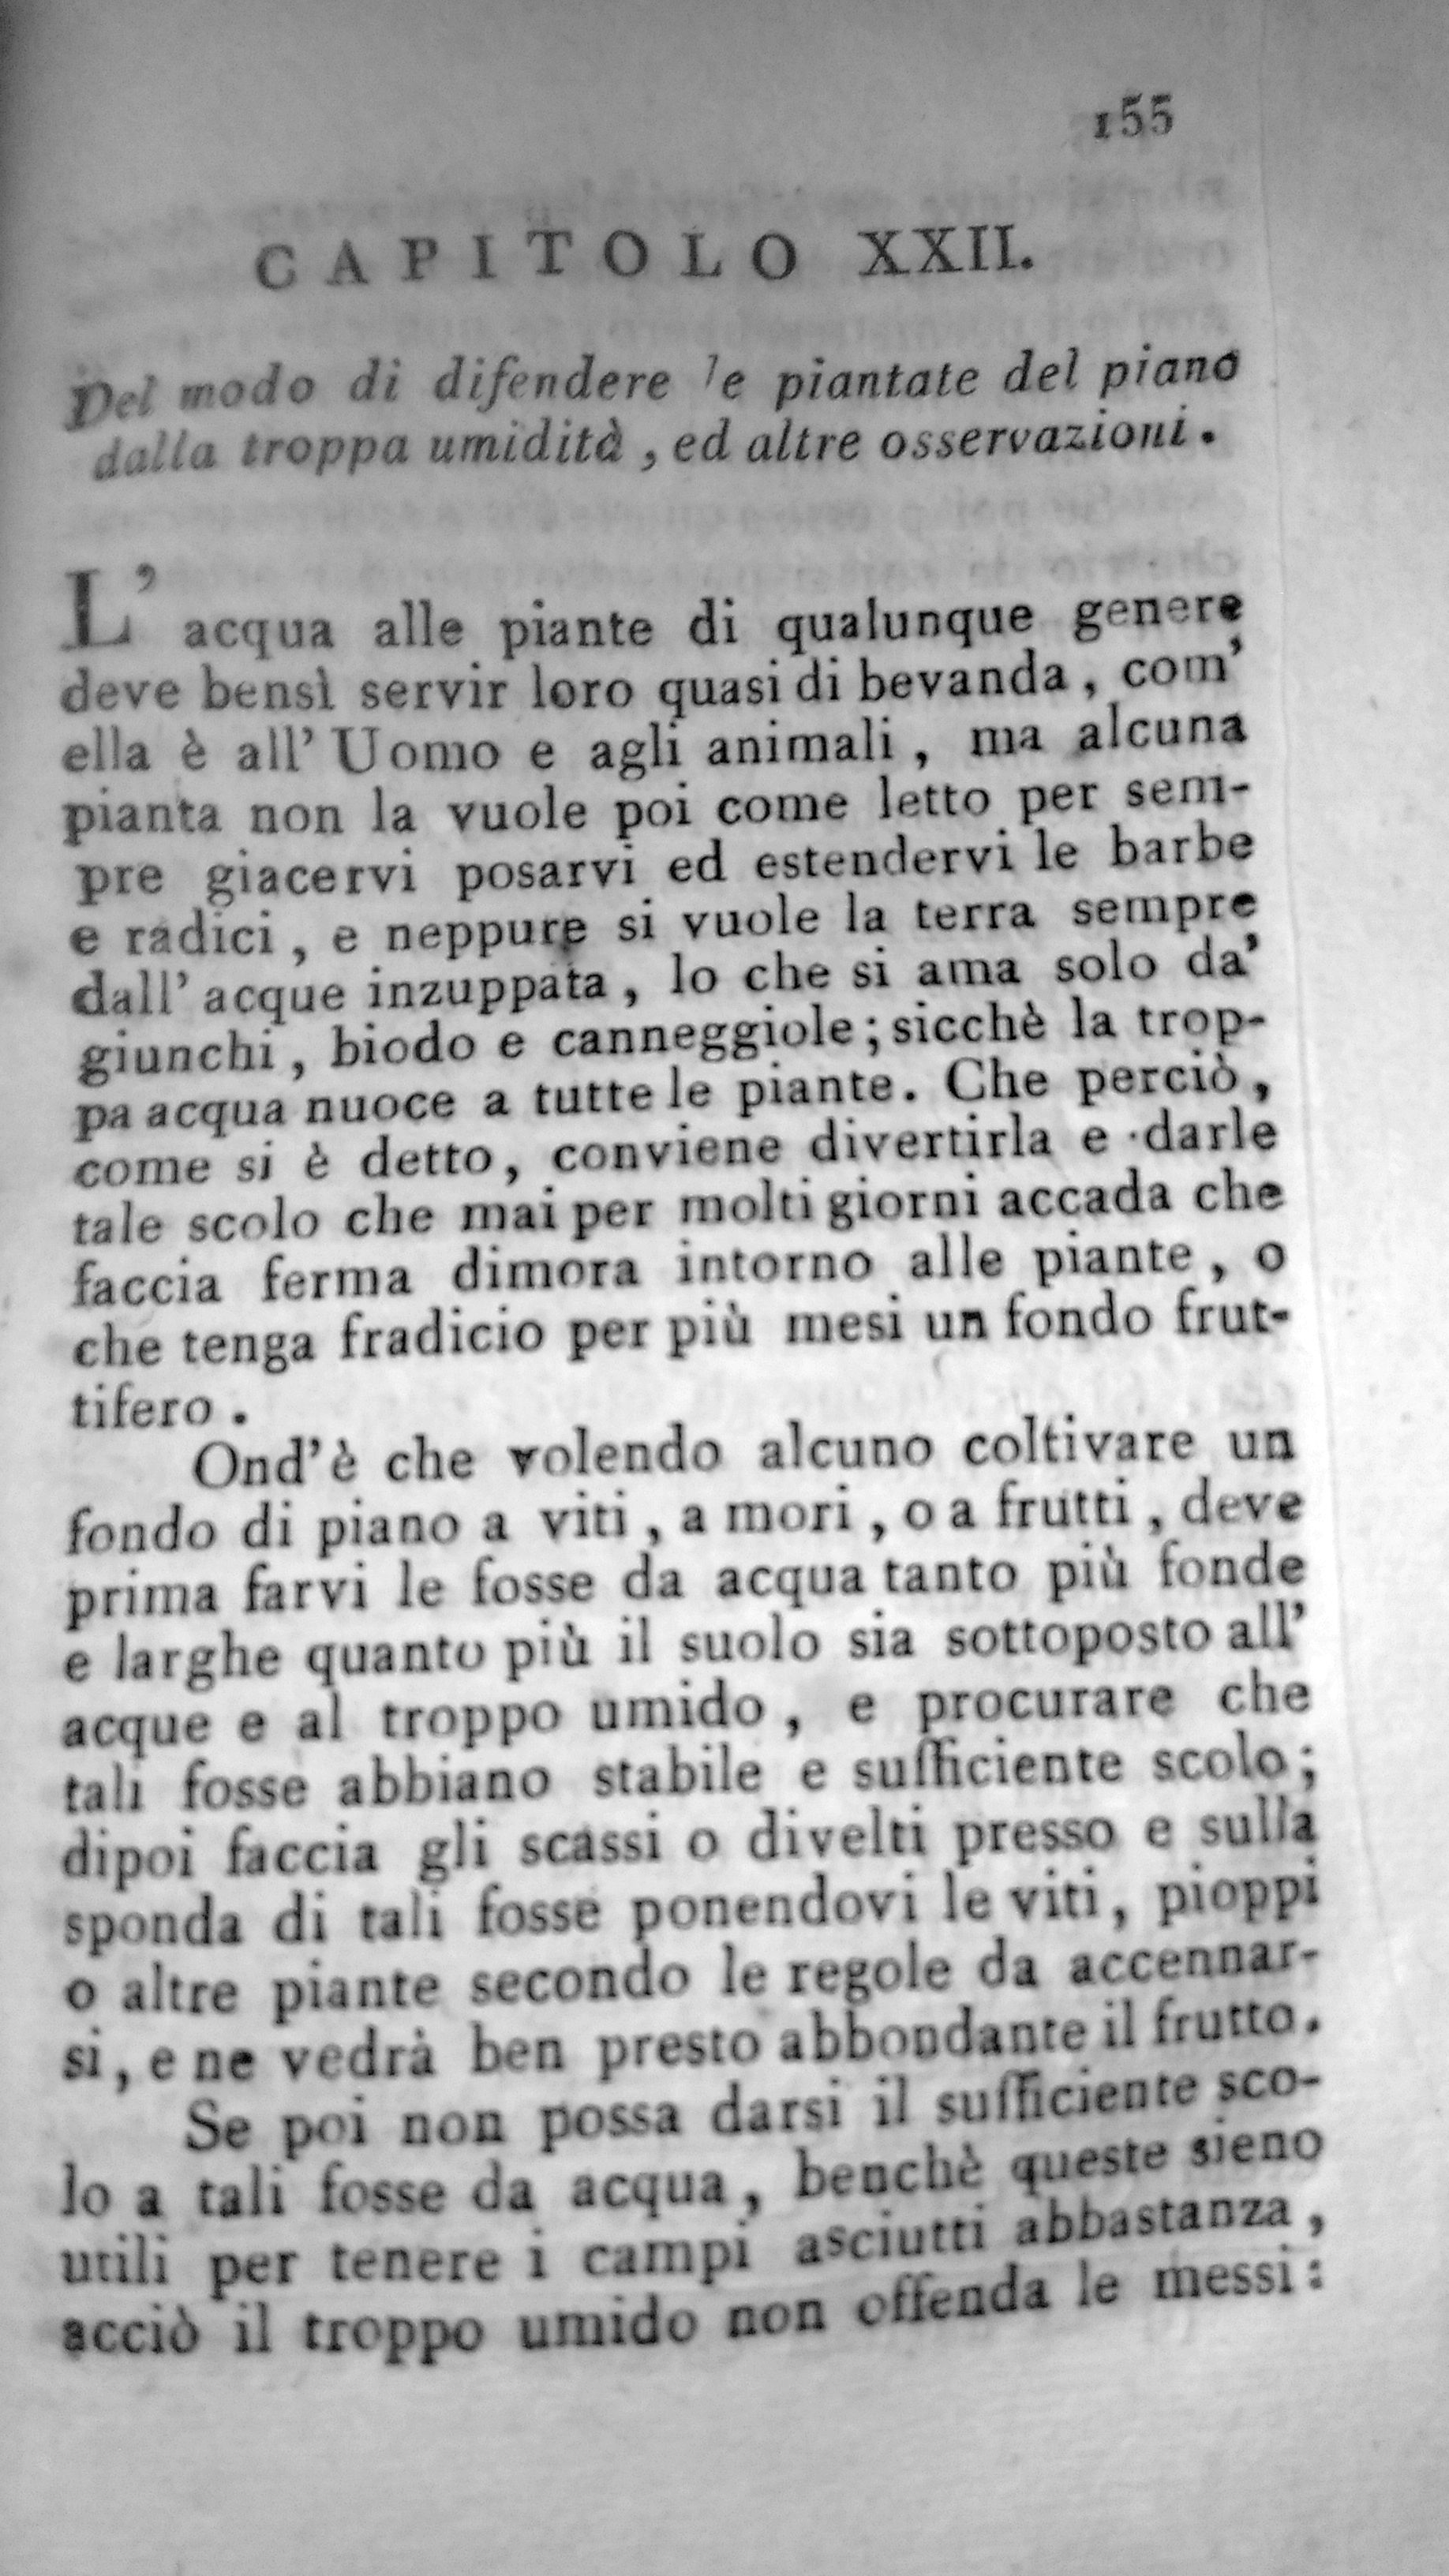 155
CAPITOLO XXII.
Del modo di difendere le piantate del piano
dalla troppa umidità, ed altre osservazioni.
L' acqua alle piante di qualunque genere
deve bensì servir loro quasi di bevanda, com'
ella è all' Uomo e agli animali, ma alcuna
pianta non la vuole poi come letto per sem-
pre giacervi posarvi ed estendervi le barbe
e radici, e neppure si vuole la terra sempre
dall' acque inzuppata, lo che si ama solo da'
giunchi, biodo e canneggiole; sicchè la trop-
pa acqua nuoce a tutte le piante. Che perciò,
come si è detto, conviene divertirla e darle
tale scolo che mai per molti giorni accada che
faccia ferma dimora intorno alle piante, o
che tenga fradicio per più mesi un fondo frut-
tifero.
Ond'è che volendo alcuno coltivare un
fondo di piano a viti, a mori, o a frutti, deve
prima farvi le fosse da acqua tanto più fonde
e larghe quanto più il suolo sia sottoposto all'
acque e al troppo umido, e procurare che
tali fosse abbiano stabile e sufficiente scolo;
dipoi faccia gli scassi o divelti presso e sulla
sponda di tali fosse ponendovi le viti, pioppi
o altre piante secondo le regole da accennar-
si, e ne vedrà ben presto abbondante il frutto.
Se poi non possa darsi il sufficiente sco-
lo a tali fosse da acqua, benchè queste sieno
utili per tenere i campi asciutti abbastanza,
acciò il troppo umido non offenda le messi: